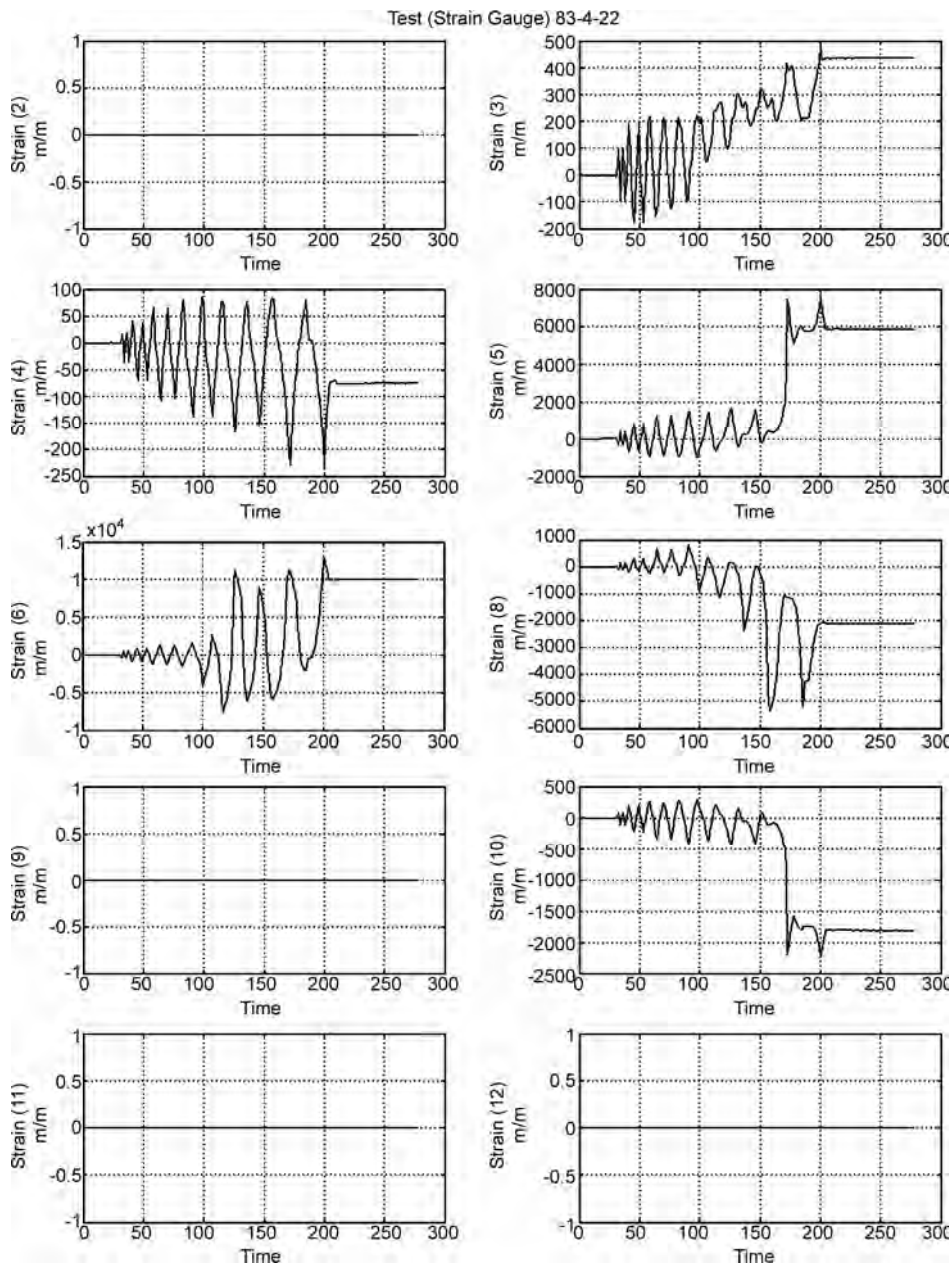 Test (Strain Gauge) 83-4-22
1
0.5
0
-0.5
-1
Strain (2)
m/m
0 50 100 150 200 250 300
Time
500
400
300
200
100
0
-100
-200
Strain (3)
m/m
0 50 100 150 200 250 300
Time
100
50
0
-50
-100
-150
-200
-250
Strain (4)
m/m
0 50 100 150 200 250 300
Time
8000
6000
4000
2000
0
-2000
Strain (5)
m/m
0 50 100 150 200 250 300
Time
x10^4
1.5
1
0.5
0
-0.5
-1
Strain (6)
m/m
0 50 100 150 200 250 300
Time
1000
0
-1000
-2000
-3000
-4000
-5000
-6000
Strain (8)
m/m
0 50 100 150 200 250 300
Time
1
0.5
0
-0.5
-1
Strain (9)
m/m
0 50 100 150 200 250 300
Time
500
0
-500
-1000
-1500
-2000
-2500
Strain (10)
m/m
0 50 100 150 200 250 300
Time
1
0.5
0
-0.5
-1
Strain (11)
m/m
0 50 100 150 200 250 300
Time
1
0.5
0
-0.5
-1
Strain (12)
m/m
0 50 100 150 200 250 300
Time